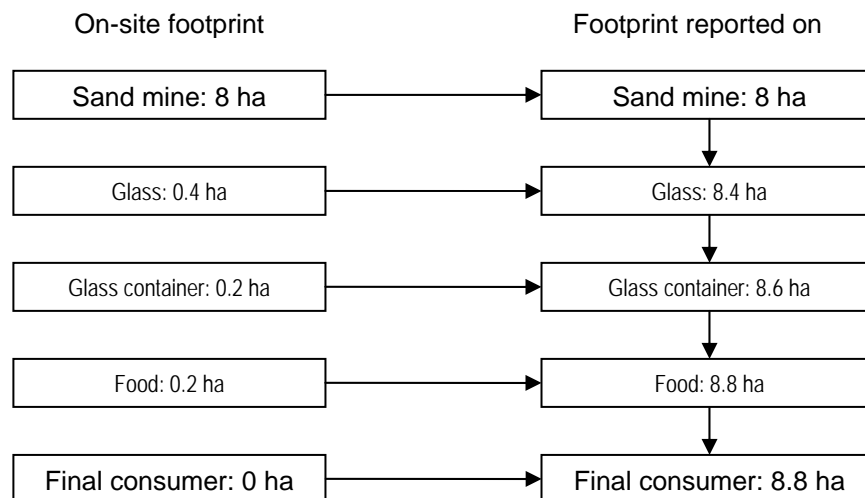 On-site footprint
Footprint reported on
Sand mine: 8 ha
Sand mine: 8 ha
Glass: 0.4 ha
Glass: 8.4 ha
Glass container: 0.2 ha
Glass container: 8.6 ha
Food: 0.2 ha
Food: 8.8 ha
Final consumer: 0 ha
Final consumer: 8.8 ha